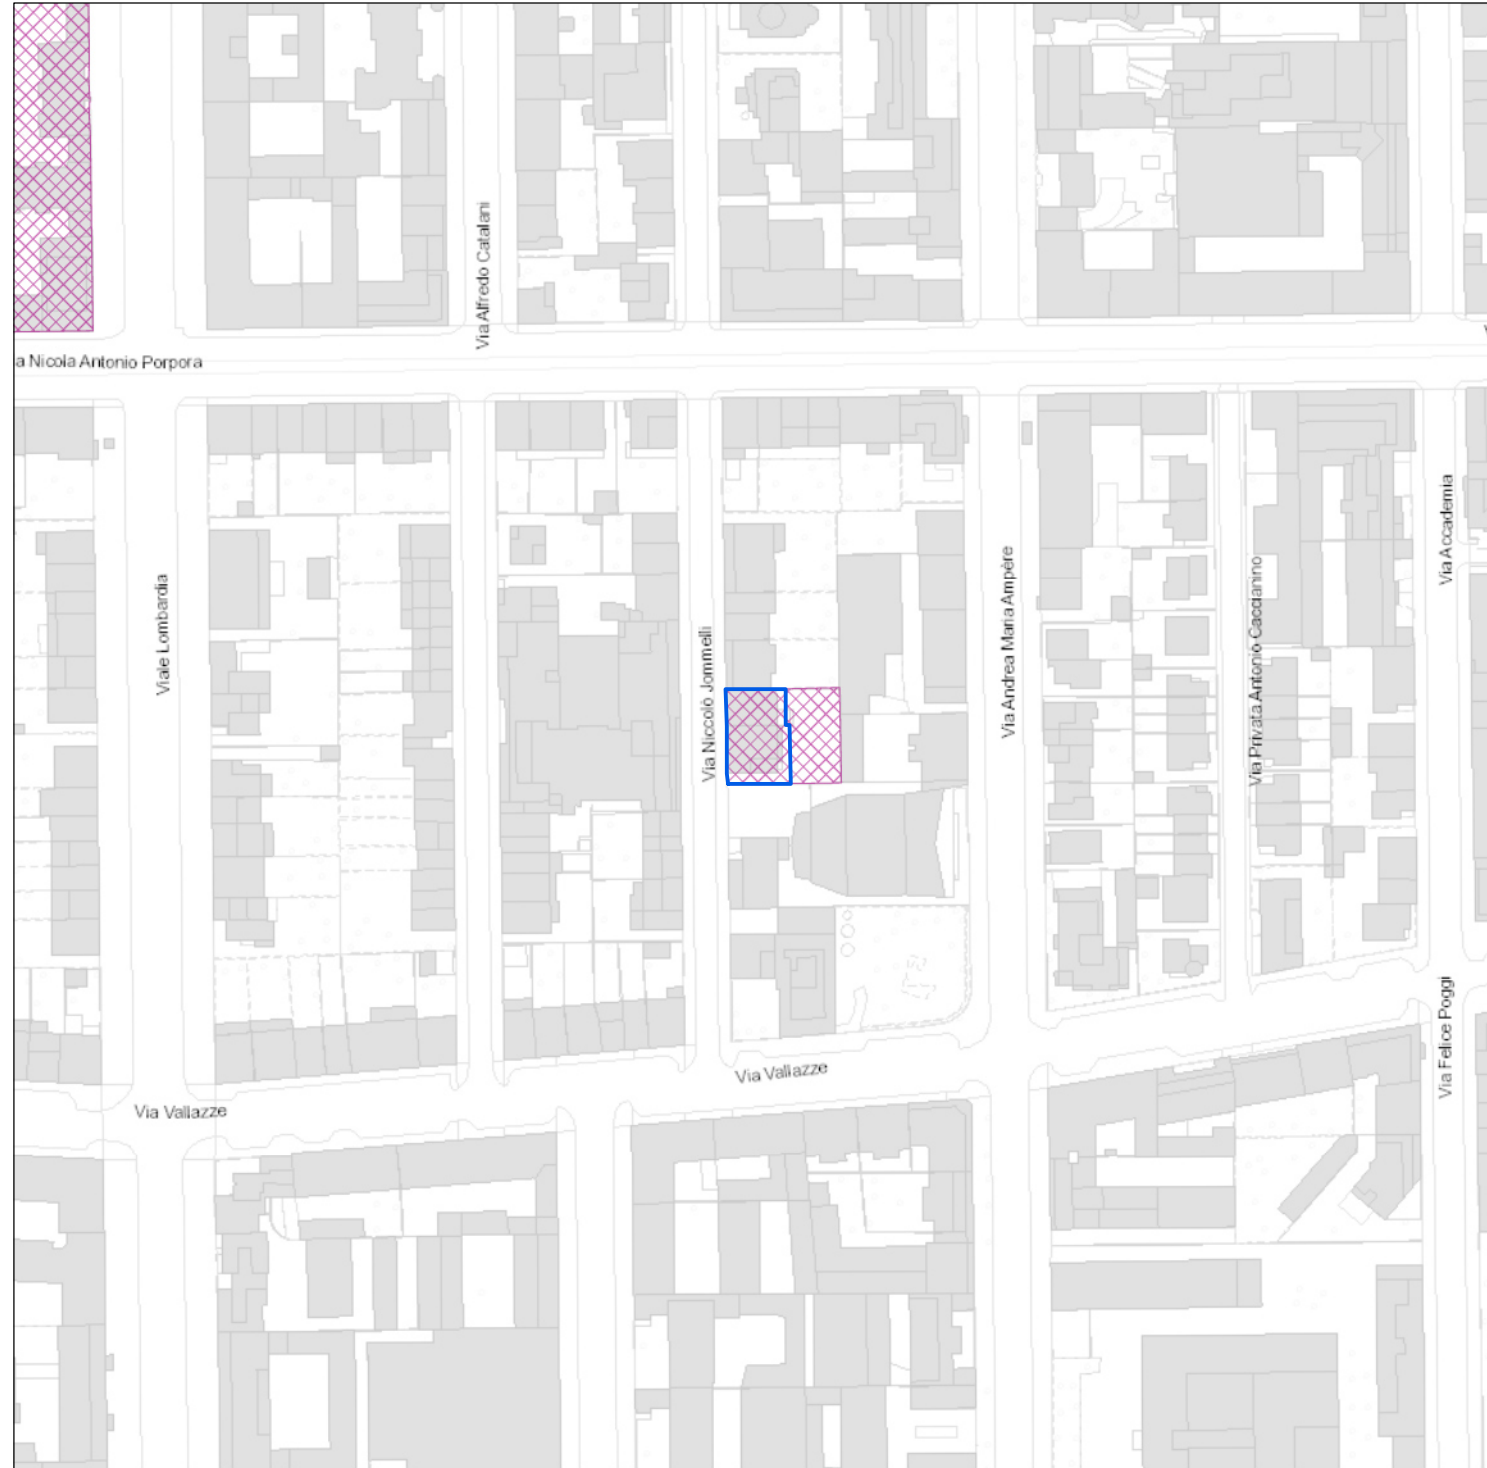 Via Alfredo Catalani
a Nicola Antonio Porpora
Viale Lombardia
Via Niccolò Jommelli
Via Andrea Maria Ampère
Via Privata Antonio Caccianino
Via Accademia
Via Felice Poggi
Via Vallazze
Via Vallazze